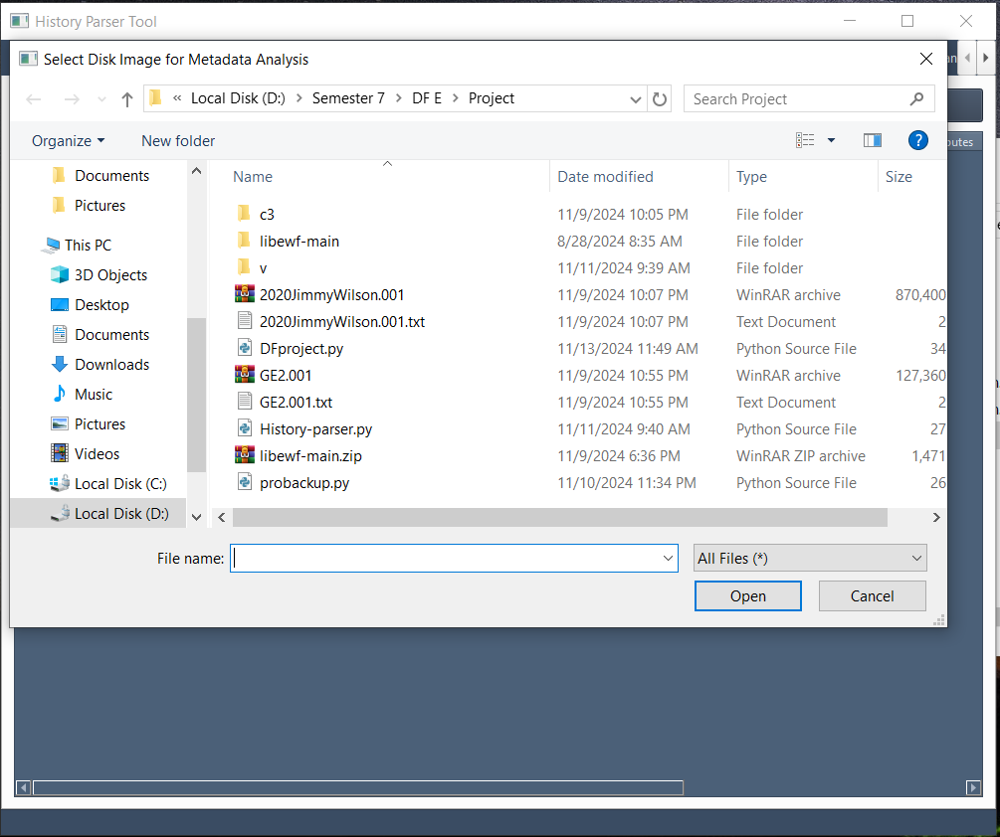 History Parser Tool
Select Disk Image for Metadata Analysis
« Local Disk (D:) > Semester 7 > DF E > Project
Search Project
Organize
New folder
?
butes
Documents
Pictures
This PC
3D Objects
Desktop
Documents
Downloads
Music
Pictures
Videos
Local Disk (C:)
Local Disk (D:)
Name Date modified Type Size
c3 11/9/2024 10:05 PM File folder
libewf-main 8/28/2024 8:35 AM File folder
v 11/11/2024 9:39 AM File folder
2020JimmyWilson.001 11/9/2024 10:07 PM WinRAR archive 870,400
2020JimmyWilson.001.txt 11/9/2024 10:07 PM Text Document 2
DFproject.py 11/13/2024 11:49 AM Python Source File 34
GE2.001 11/9/2024 10:55 PM WinRAR archive 127,360
GE2.001.txt 11/9/2024 10:55 PM Text Document 2
History-parser.py 11/11/2024 9:40 AM Python Source File 27
libewf-main.zip 11/9/2024 6:36 PM WinRAR ZIP archive 1,471
probackup.py 11/10/2024 11:34 PM Python Source File 26
File name:
All Files (*)
Open
Cancel